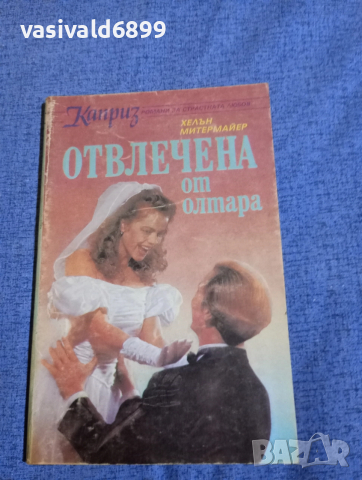 vasivald6899
Каприз
ХЕЛЪН
МИТЕРМАЙЕР
ОТВЛЕЧЕНА
от
олтара
BAZAR